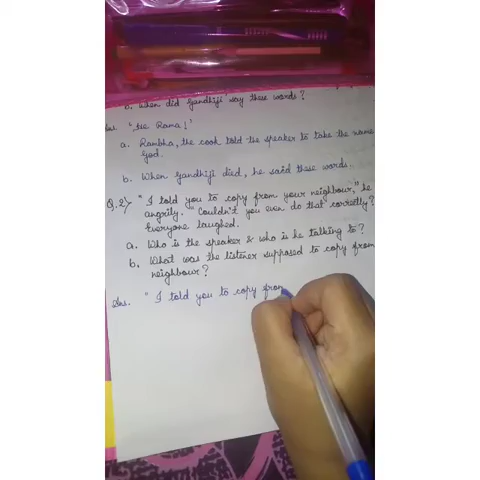 b. When did Gandhiji say these words?
Ans. "Hee Rama!"
a. Rambha, the cook told the speaker to take the name
God.
b. When Gandhiji died, he said these words.
Q.2) "I told you to copy from your neighbour," he
angrily. Couldn't you even do that correctly?
Everyone laughed.
a. Who is the speaker & who is he talking to?
b. What was the listener supposed to copy from
neighbour?
Ans. "I told you to copy from